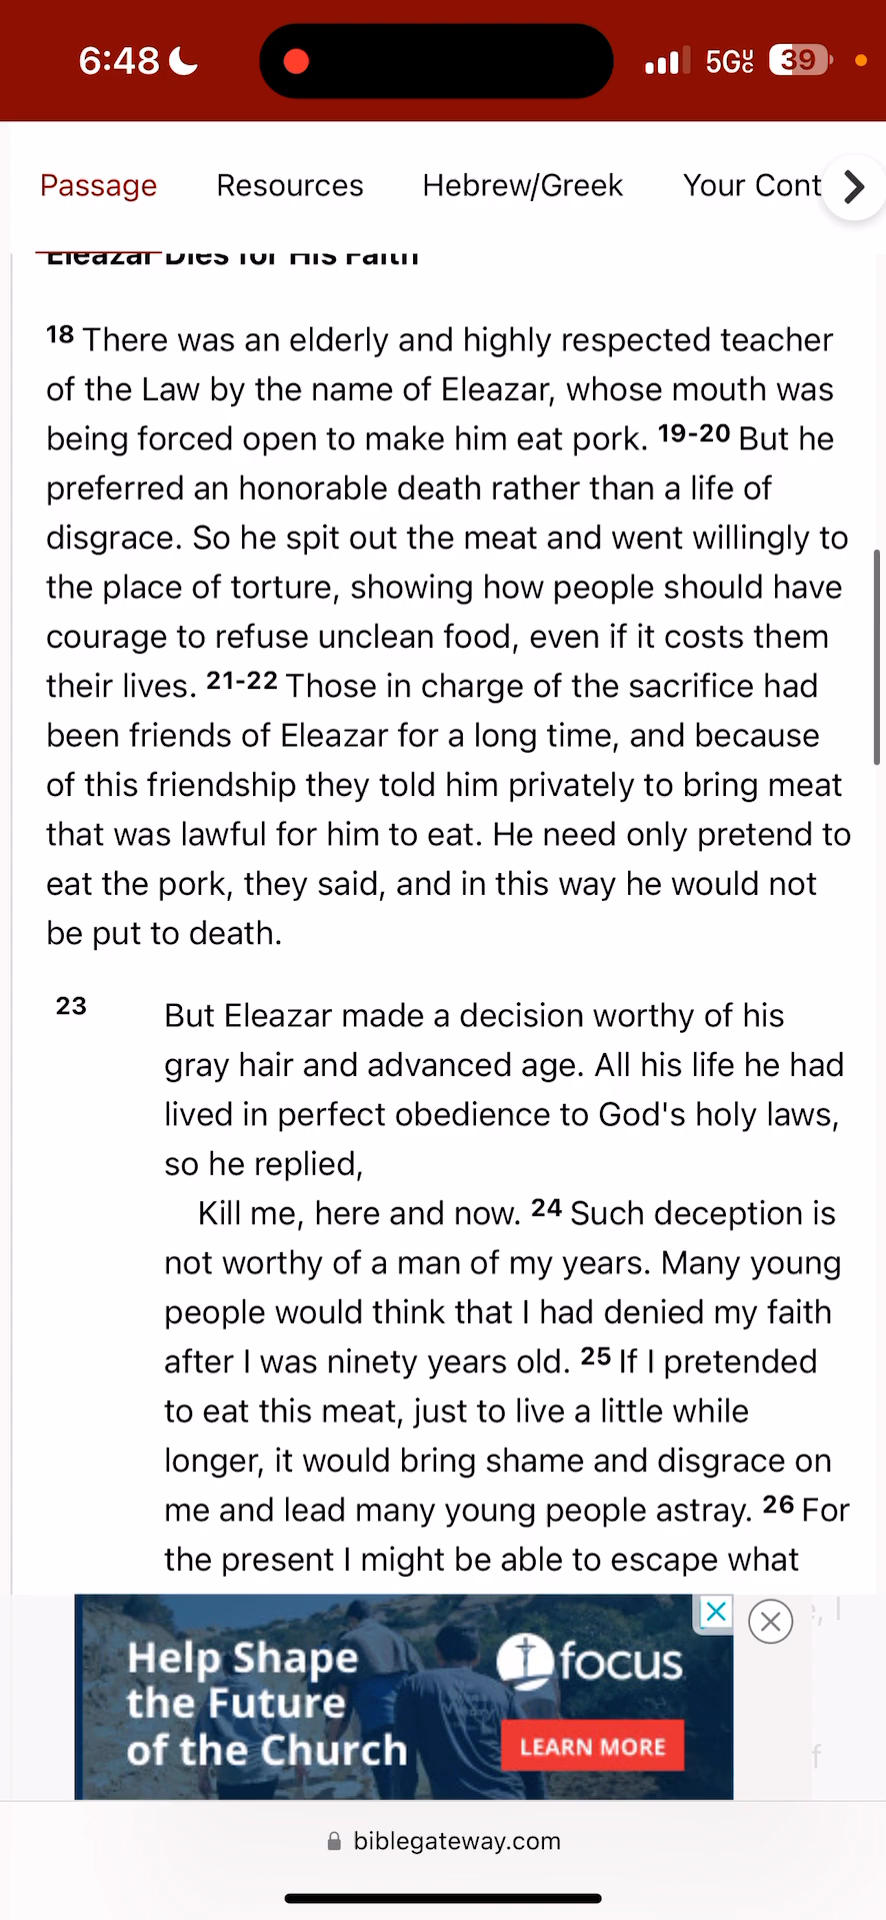 6:48
5GUC 39
Passage Resources Hebrew/Greek Your Cont
Eleazar Dies for His Faith
18 There was an elderly and highly respected teacher
of the Law by the name of Eleazar, whose mouth was
being forced open to make him eat pork. 19-20 But he
preferred an honorable death rather than a life of
disgrace. So he spit out the meat and went willingly to
the place of torture, showing how people should have
courage to refuse unclean food, even if it costs them
their lives. 21-22 Those in charge of the sacrifice had
been friends of Eleazar for a long time, and because
of this friendship they told him privately to bring meat
that was lawful for him to eat. He need only pretend to
eat the pork, they said, and in this way he would not
be put to death.
23 But Eleazar made a decision worthy of his
gray hair and advanced age. All his life he had
lived in perfect obedience to God's holy laws,
so he replied,
Kill me, here and now. 24 Such deception is
not worthy of a man of my years. Many young
people would think that I had denied my faith
after I was ninety years old. 25 If I pretended
to eat this meat, just to live a little while
longer, it would bring shame and disgrace on
me and lead many young people astray. 26 For
the present I might be able to escape what
Help Shape
the Future
of the Church
focus
LEARN MORE
biblegateway.com